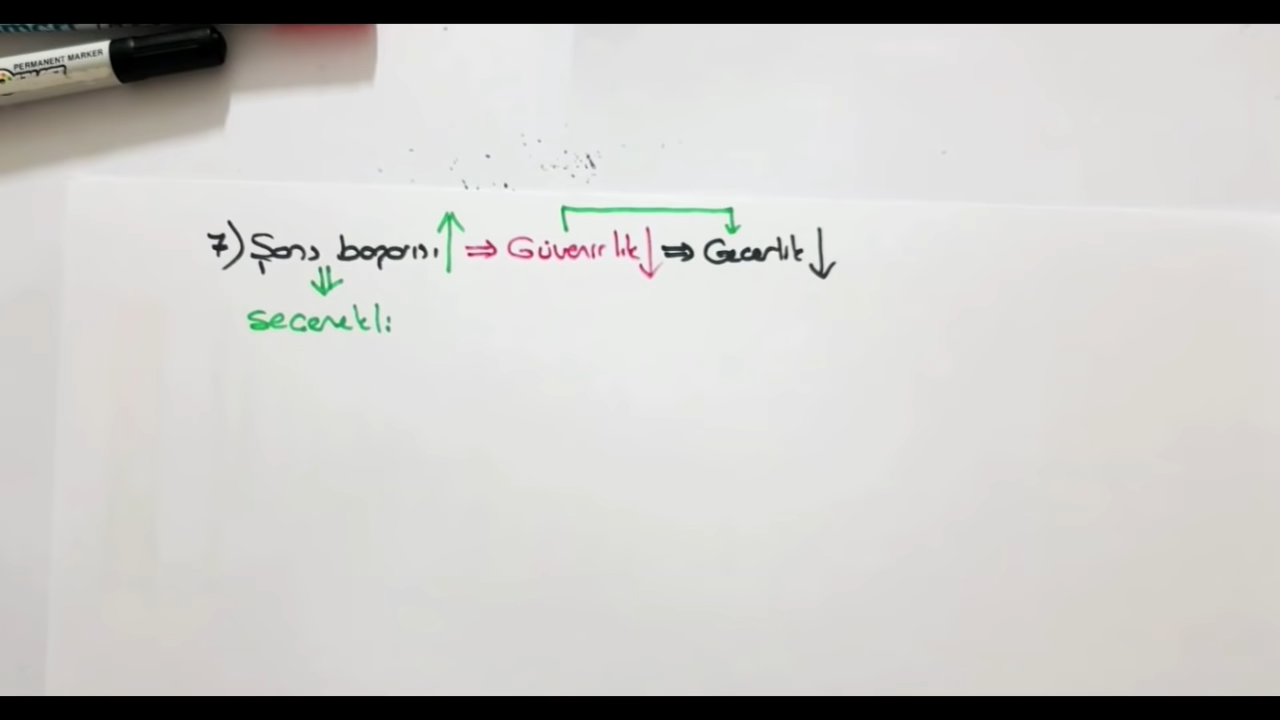 PERMANENT MARKER
7) Şans başarısı ↑ ⇒ Güvenirlik ↓ ⇒ Geçerlik ↓
⇓
seçenekli